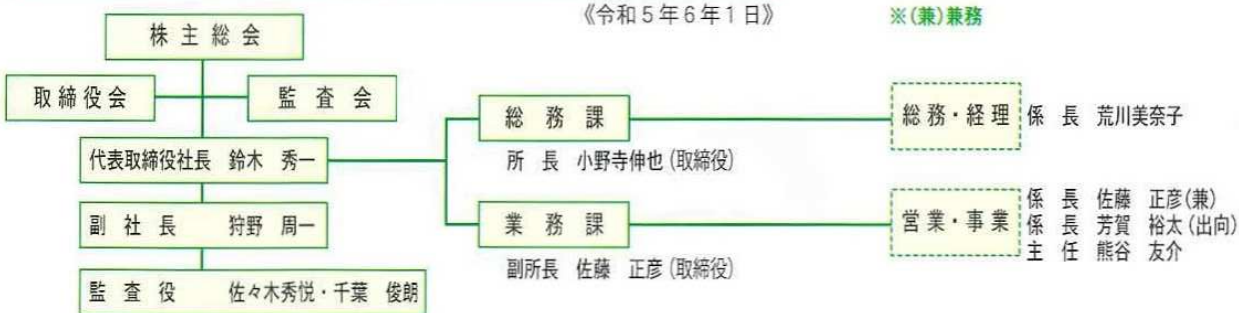 《令和5年6年1日》
※(兼)兼務
株主総会
取締役会
監査会
代表取締役社長 鈴木 秀一
副社長 狩野 周一
監査役 佐々木秀悦・千葉 俊朗
総務課
所長 小野寺伸也(取締役)
業務課
副所長 佐藤 正彦(取締役)
総務・経理
係長 荒川美奈子
営業・事業
係長 佐藤 正彦(兼)
係長 芳賀 裕太(出向)
主任 熊谷 友介